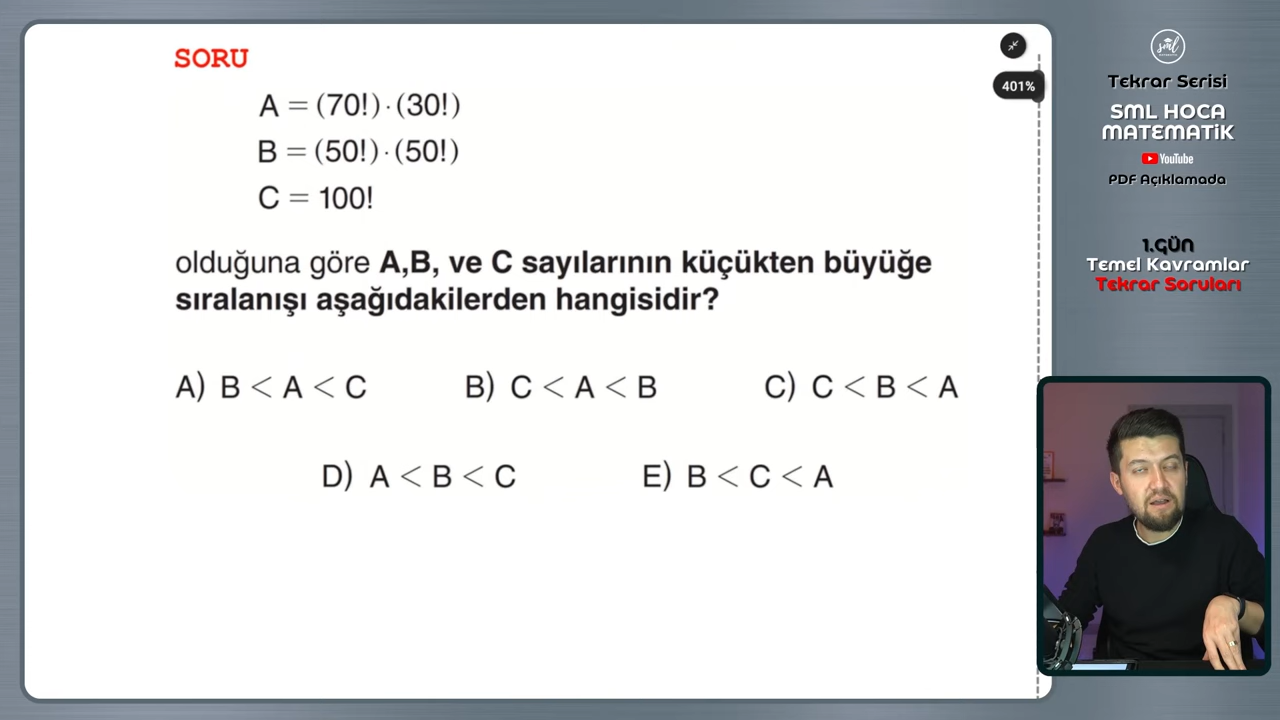 SORU
A = (70!) · (30!)
B = (50!) · (50!)
C = 100!
olduğuna göre A,B, ve C sayılarının küçükten büyüğe
sıralanışı aşağıdakilerden hangisidir?
A) B < A < C
B) C < A < B
C) C < B < A
D) A < B < C
E) B < C < A
401%
sml
Tekrar Serisi
SML HOCA
MATEMATİK
YouTube
PDF Açıklamada
1.GÜN
Temel Kavramlar
Tekrar Soruları